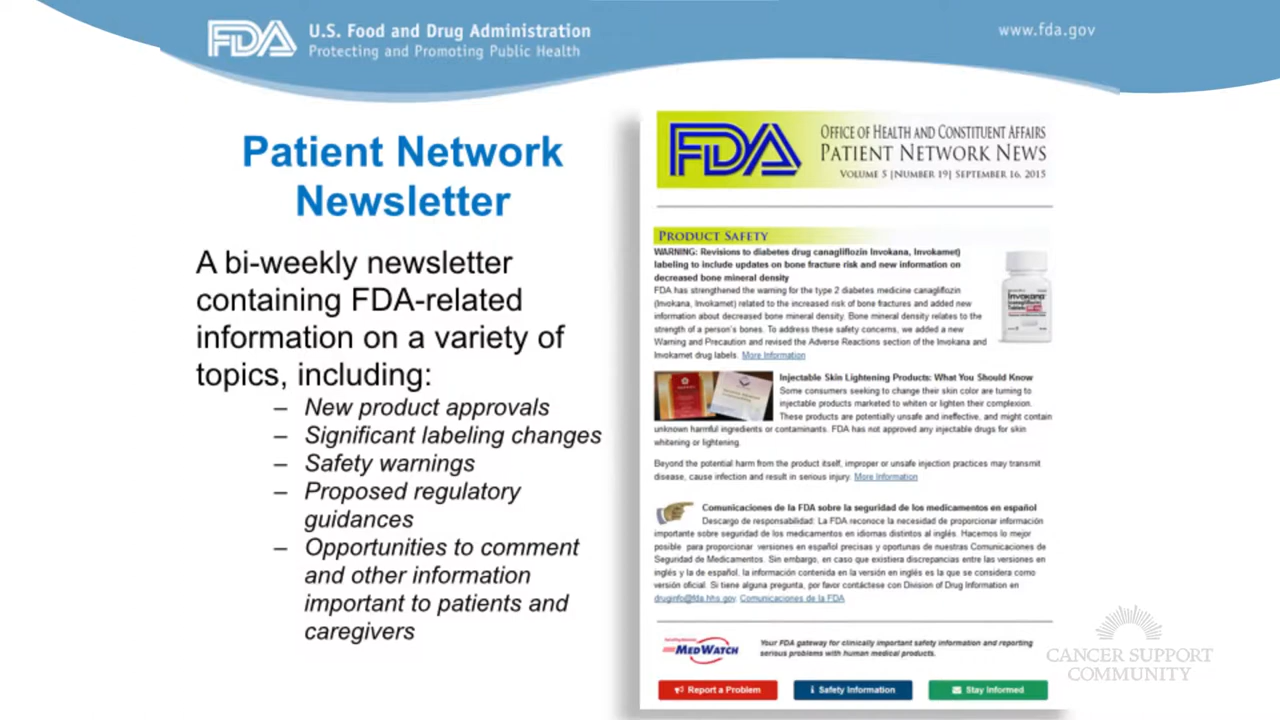 FDA U.S. Food and Drug Administration
Protecting and Promoting Public Health
www.fda.gov
Patient Network
Newsletter
A bi-weekly newsletter
containing FDA-related
information on a variety of
topics, including:
– New product approvals
– Significant labeling changes
– Safety warnings
– Proposed regulatory
guidances
– Opportunities to comment
and other information
important to patients and
caregivers
FDA
OFFICE OF HEALTH AND CONSTITUENT AFFAIRS
PATIENT NETWORK NEWS
VOLUME 5 |NUMBER 19| SEPTEMBER 16, 2015
PRODUCT SAFETY
WARNING: Revisions to diabetes drug canagliflozin Invokana, Invokamet)
labeling to include updates on bone fracture risk and new information on
decreased bone mineral density
FDA has strengthened the warning for the type 2 diabetes medicine canagliflozin
(Invokana, Invokamet) related to the increased risk of bone fractures and added new
information about decreased bone mineral density. Bone mineral density relates to the
strength of a person's bones. To address these safety concerns, we added a new
Warning and Precaution and revised the Adverse Reactions section of the Invokana and
Invokamet drug labels. More Information
Invokana
Injectable Skin Lightening Products: What You Should Know
Some consumers seeking to change their skin color are turning to
injectable products marketed to whiten or lighten their complexion.
These products are potentially unsafe and ineffective, and might contain
unknown harmful ingredients or contaminants. FDA has not approved any injectable drugs for skin
whitening or lightening.
Beyond the potential harm from the product itself, improper or unsafe injection practices may transmit
disease, cause infection and result in serious injury. More Information
Comunicaciones de la FDA sobre la seguridad de los medicamentos en español
Descargo de responsabilidad: La FDA reconoce la necesidad de proporcionar información
importante sobre seguridad de los medicamentos en idiomas distintos al inglés. Hacemos lo mejor
posible para proporcionar versiones en español precisas y oportunas de nuestras Comunicaciones de
Seguridad de Medicamentos. Sin embargo, en caso que existiera discrepancias entre las versiones en
inglés y la de español, la información contenida en la versión en inglés es la que se considera como
versión oficial. Si tiene alguna pregunta, por favor contáctese con Division of Drug Information en
druginfo@fda.hhs.gov. Comunicaciones de la FDA
MEDWATCH
Your FDA gateway for clinically important safety information and reporting
serious problems with human medical products.
Report a Problem
Safety Information
Stay Informed
CANCER SUPPORT
COMMUNITY